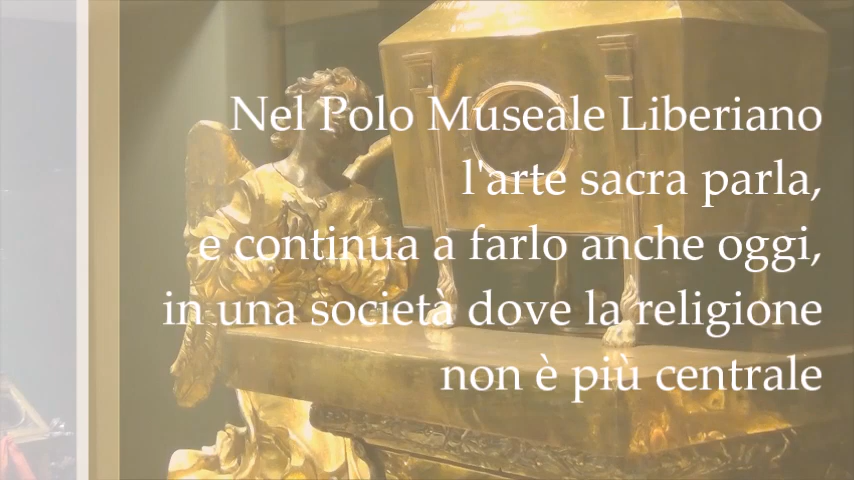 Nel Polo Museale Liberiano
l'arte sacra parla,
e continua a farlo anche oggi,
in una società dove la religione
non è più centrale